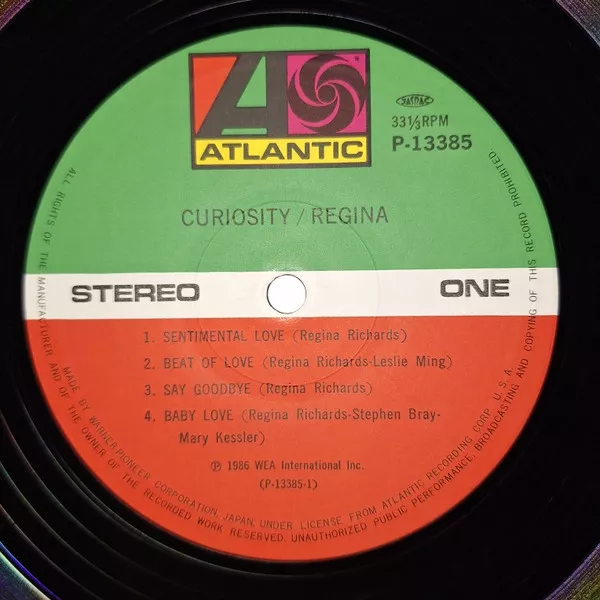 ATLANTIC
JASRAC
33 1/3 RPM
P-13385
CURIOSITY / REGINA
STEREO
ONE
1. SENTIMENTAL LOVE (Regina Richards)
2. BEAT OF LOVE (Regina Richards-Leslie Ming)
3. SAY GOODBYE (Regina Richards)
4. BABY LOVE (Regina Richards-Stephen Bray-
Mary Kessler)
℗ 1986 WEA International Inc.
(P-13385-1)
MADE BY WARNER-PIONEER CORPORATION, JAPAN, UNDER LICENSE FROM ATLANTIC RECORDING CORP. U.S.A.
ALL RIGHTS OF THE MANUFACTURER AND OF THE OWNER OF THE RECORDED WORK RESERVED. UNAUTHORIZED PUBLIC PERFORMANCE, BROADCASTING AND COPYING OF THIS RECORD PROHIBITED.